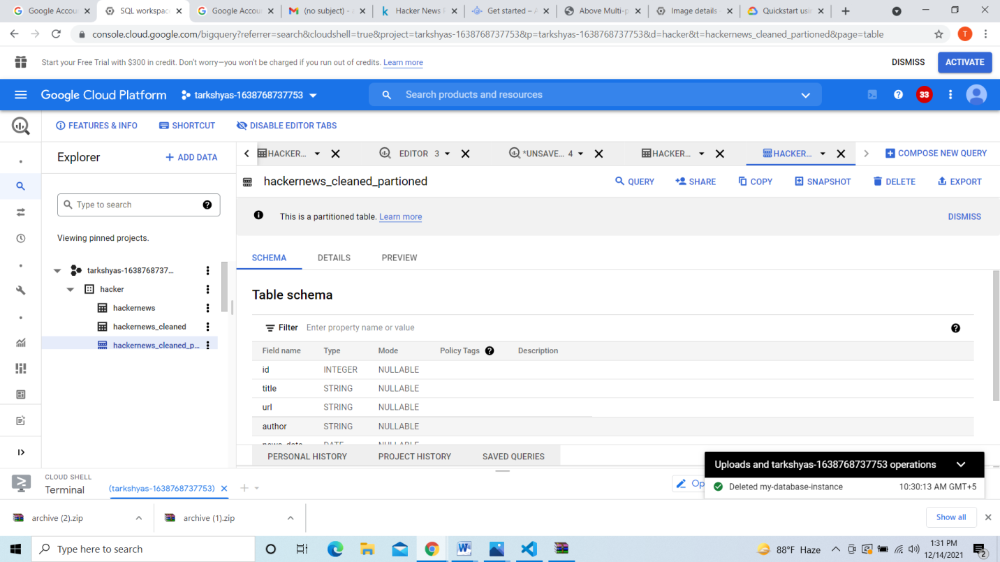 Google Accou
SQL workspac
Google Accou
(no subject) -
Hacker News
Get started –
Above Multi-p
Image details
Quickstart usi
console.cloud.google.com/bigquery?referrer=search&cloudshell=true&project=tarkshyas-1638768737753&p=tarkshyas-1638768737753&d=hacker&t=hackernews_cleaned_partioned&page=table
T
Start your Free Trial with $300 in credit. Don't worry—you won't be charged if you run out of credits. Learn more
DISMISS
ACTIVATE
Google Cloud Platform
tarkshyas-1638768737753
Search products and resources
33
FEATURES & INFO
SHORTCUT
DISABLE EDITOR TABS
Explorer
+ ADD DATA
HACKER...
EDITOR 3
*UNSAVE... 4
HACKER...
HACKER...
COMPOSE NEW QUERY
hackernews_cleaned_partioned
QUERY
SHARE
COPY
SNAPSHOT
DELETE
EXPORT
Type to search
This is a partitioned table. Learn more
DISMISS
Viewing pinned projects.
tarkshyas-163876873­7...
hacker
hackernews
hackernews_cleaned
hackernews_cleaned_p...
SCHEMA
DETAILS
PREVIEW
Table schema
Filter Enter property name or value
Field name Type Mode Policy Tags Description
id INTEGER NULLABLE
title STRING NULLABLE
url STRING NULLABLE
author STRING NULLABLE
news_date DATE NULLABLE
PERSONAL HISTORY
PROJECT HISTORY
SAVED QUERIES
CLOUD SHELL
Terminal
(tarkshyas-1638768737753)
Op
Uploads and tarkshyas-1638768737753 operations
Deleted my-database-instance 10:30:13 AM GMT+5
archive (2).zip
archive (1).zip
Show all
Type here to search
88°F Haze
1:31 PM
12/14/2021
2